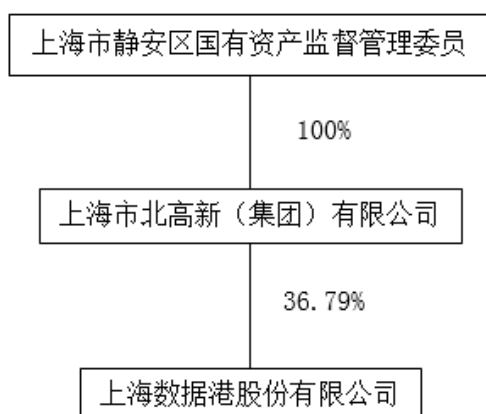 上海市静安区国有资产监督管理委员
100%
上海市北高新（集团）有限公司
36.79%
上海数据港股份有限公司